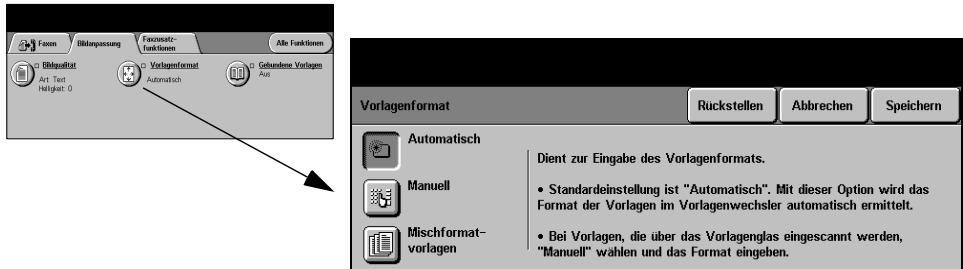 Faxen
Bildanpassung
Faxzusatz-
funktionen
Alle Funktionen
Bildqualität
Art Text
Helligkeit: 0
Vorlagenformat
Automatisch
Gebundene Vorlagen
Aus
Vorlagenformat
Rückstellen
Abbrechen
Speichern
Automatisch
Manuell
Mischformat-
vorlagen
Dient zur Eingabe des Vorlagenformats.
• Standardeinstellung ist "Automatisch". Mit dieser Option wird das
Format der Vorlagen im Vorlagenwechsler automatisch ermittelt.
• Bei Vorlagen, die über das Vorlagenglas eingescannt werden,
"Manuell" wählen und das Format eingeben.